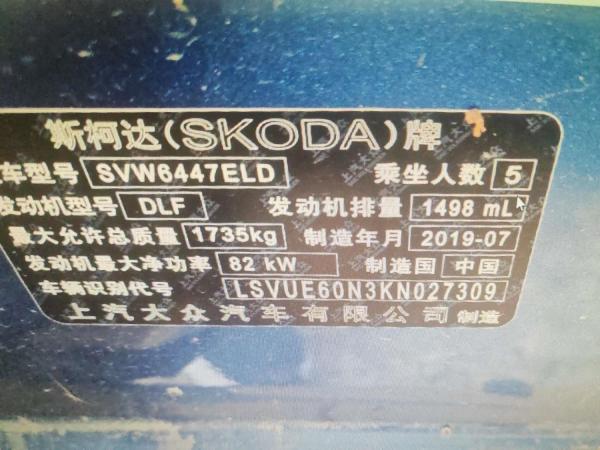 斯柯达(SKODA)牌
车型号 SVW6447ELD 乘坐人数 5
发动机型号 DLF 发动机排量 1498 mL
最大允许总质量 1735kg 制造年月 2019-07
发动机最大净功率 82 kW 制造国 中国
车辆识别代号 LSVUE60N3KN027309
上汽大众汽车有限公司 制造